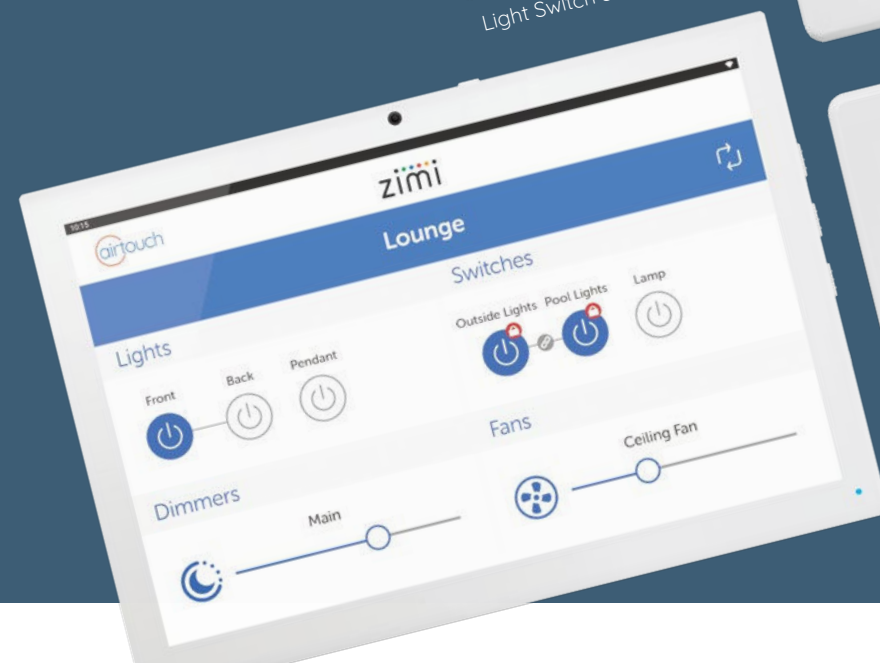 Light Switch
10:15
zimi
airtouch
Lounge
Lights
Front
Back
Pendant
Switches
Outside Lights
Pool Lights
Lamp
Dimmers
Main
Fans
Ceiling Fan